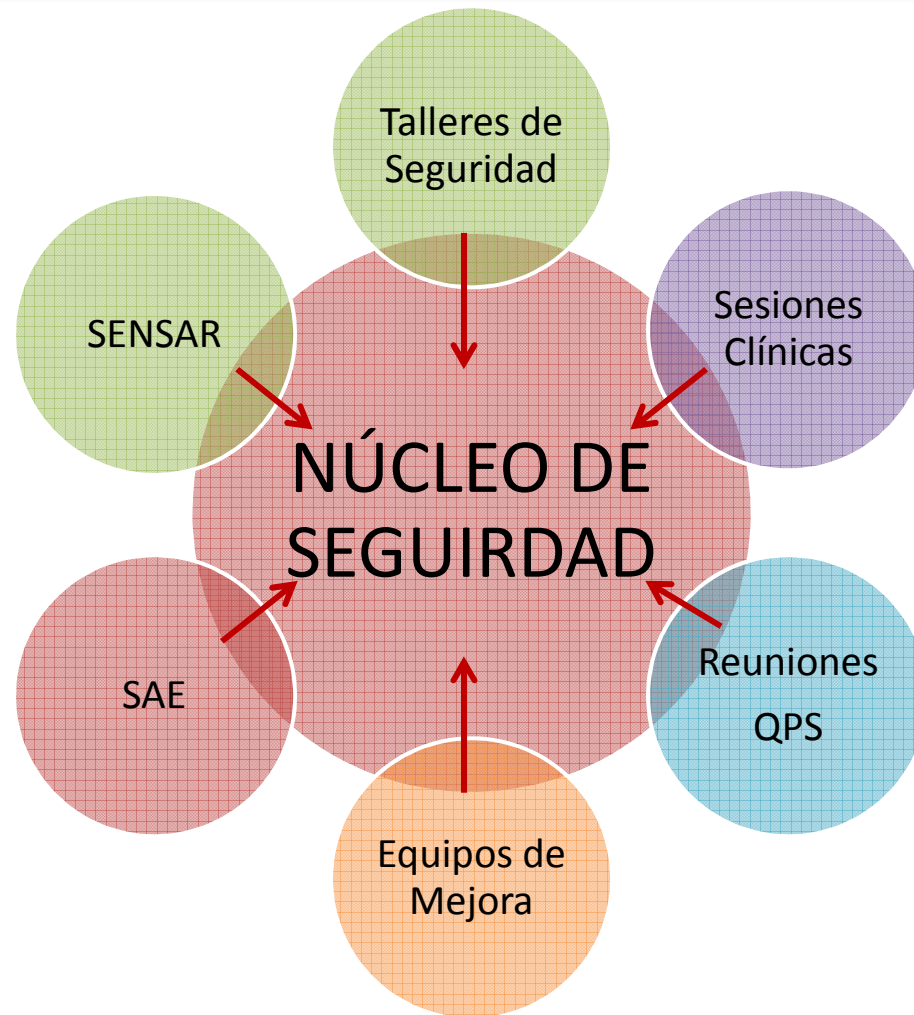 Talleres de
Seguridad
SENSAR
Sesiones
Clínicas
NÚCLEO DE
SEGUIRDAD
SAE
Reuniones
QPS
Equipos de
Mejora